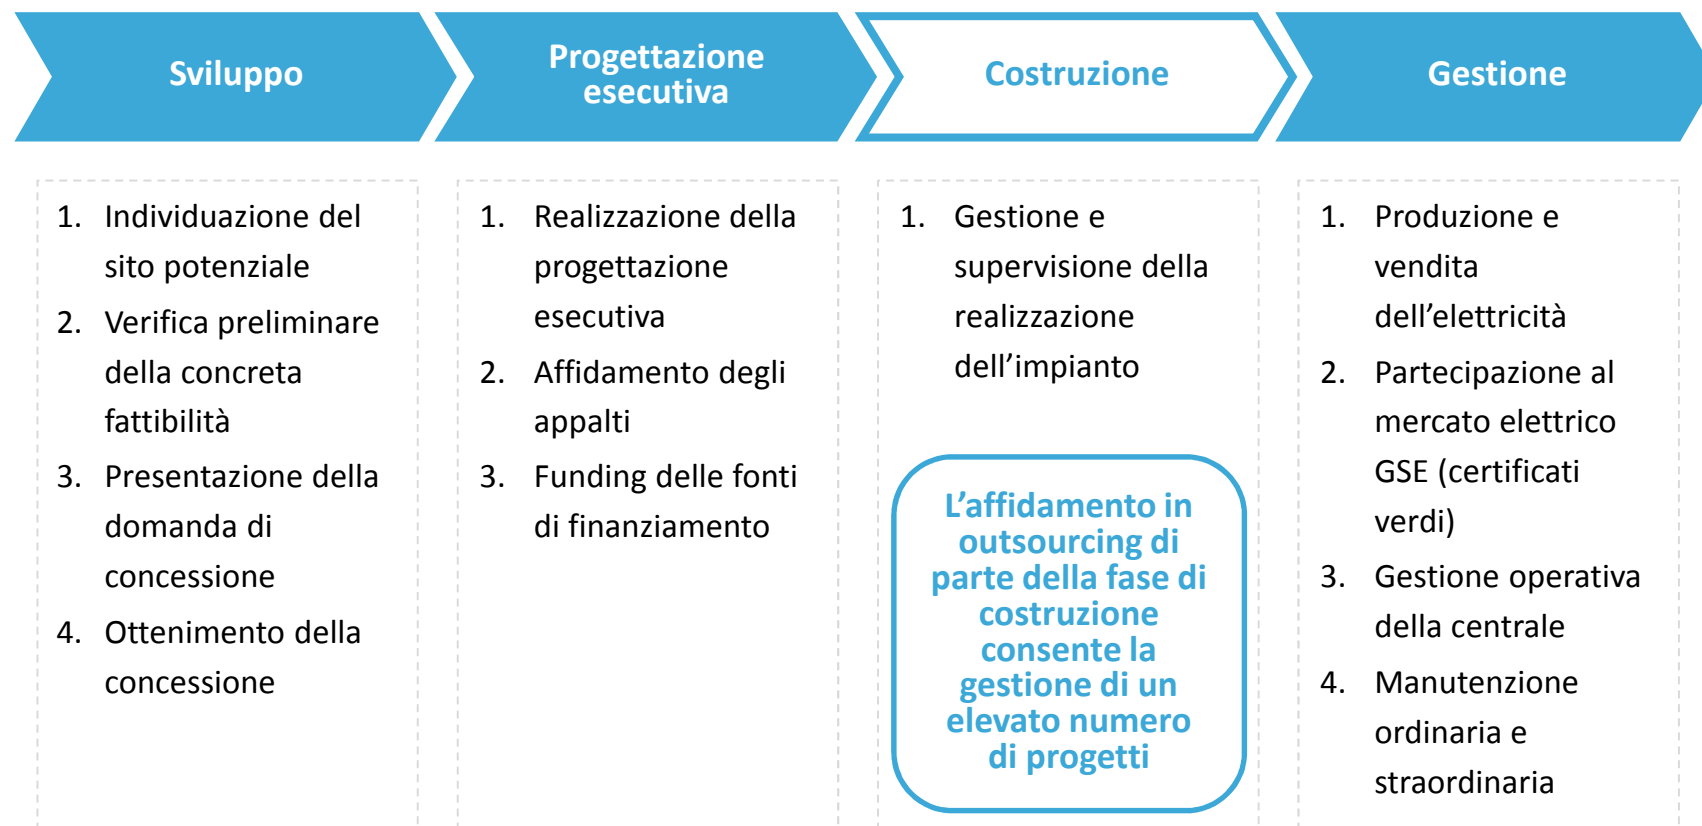 Sviluppo
Progettazione
esecutiva
Costruzione
Gestione
1. Individuazione del
sito potenziale
2. Verifica preliminare
della concreta
fattibilità
3. Presentazione della
domanda di
concessione
4. Ottenimento della
concessione
1. Realizzazione della
progettazione
esecutiva
2. Affidamento degli
appalti
3. Funding delle fonti
di finanziamento
1. Gestione e
supervisione della
realizzazione
dell’impianto
L’affidamento in
outsourcing di
parte della fase di
costruzione
consente la
gestione di un
elevato numero
di progetti
1. Produzione e
vendita
dell’elettricità
2. Partecipazione al
mercato elettrico
GSE (certificati
verdi)
3. Gestione operativa
della centrale
4. Manutenzione
ordinaria e
straordinaria